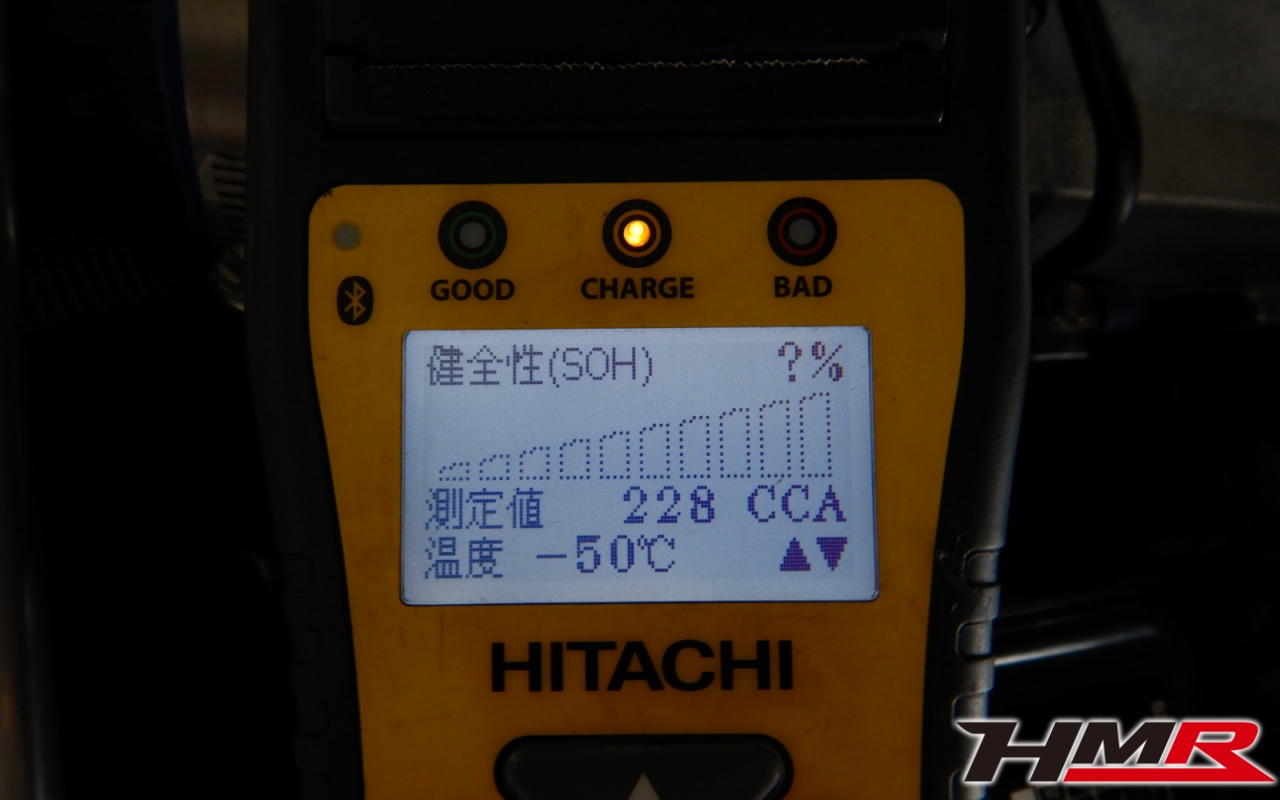 GOOD CHARGE BAD
健全性(SOH) ?%
測定値 228 CCA
温度 -50℃ ▲▼
HITACHI
HMR